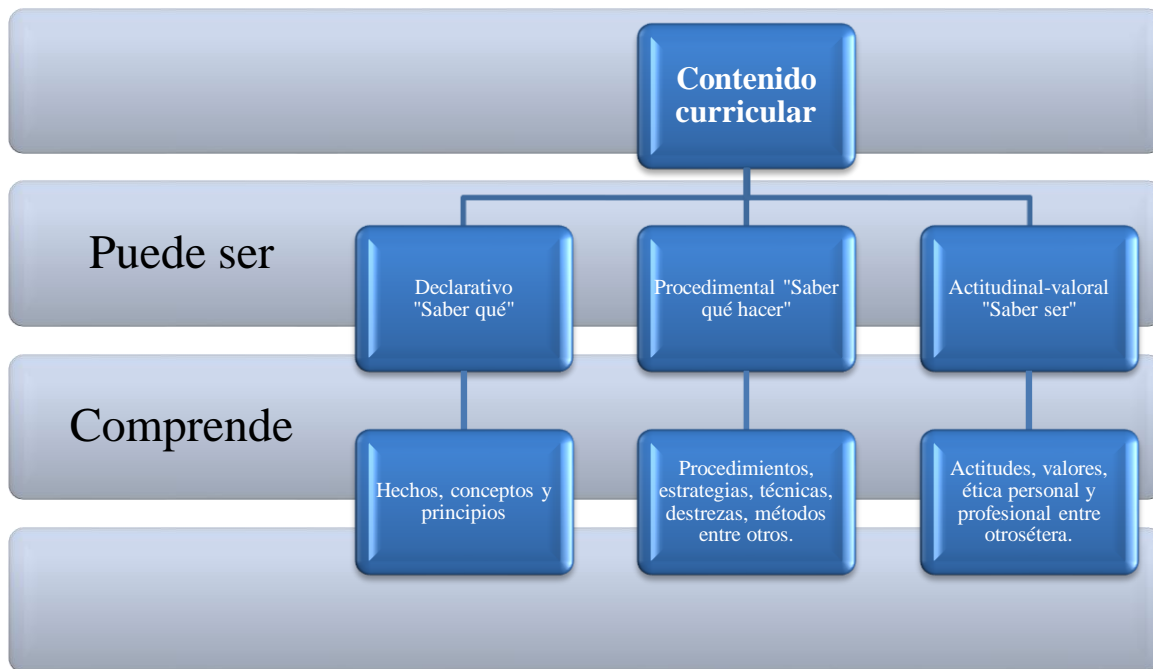 Contenido
curricular
Puede ser
Declarativo
"Saber qué"
Procedimental "Saber
qué hacer"
Actitudinal-valoral
"Saber ser"
Comprende
Hechos, conceptos y
principios
Procedimientos,
estrategias, técnicas,
destrezas, métodos
entre otros.
Actitudes, valores,
ética personal y
profesional entre
otrosétera.